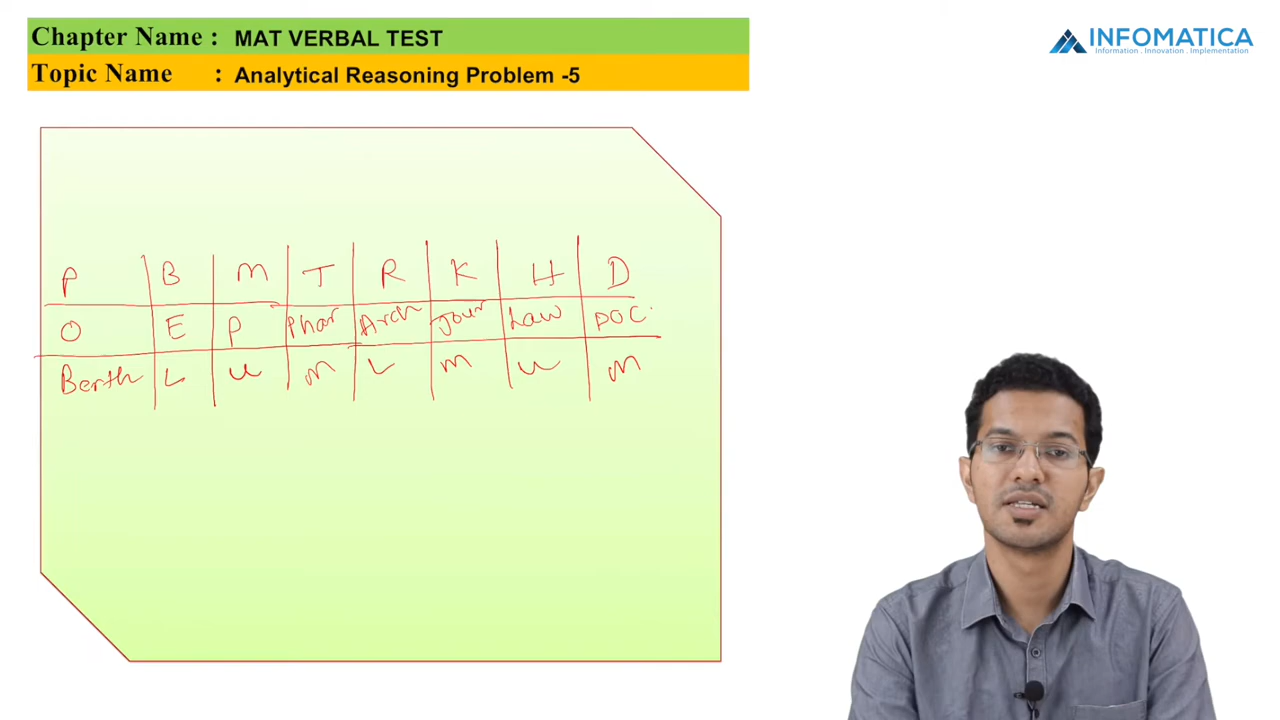 Chapter Name : MAT VERBAL TEST
Topic Name : Analytical Reasoning Problem -5
INFOMATICA
Information . Innovation . Implementation
P B M T R K H D
O E P Phar Arch Jour Law DOC.
Berth L U M L M U M